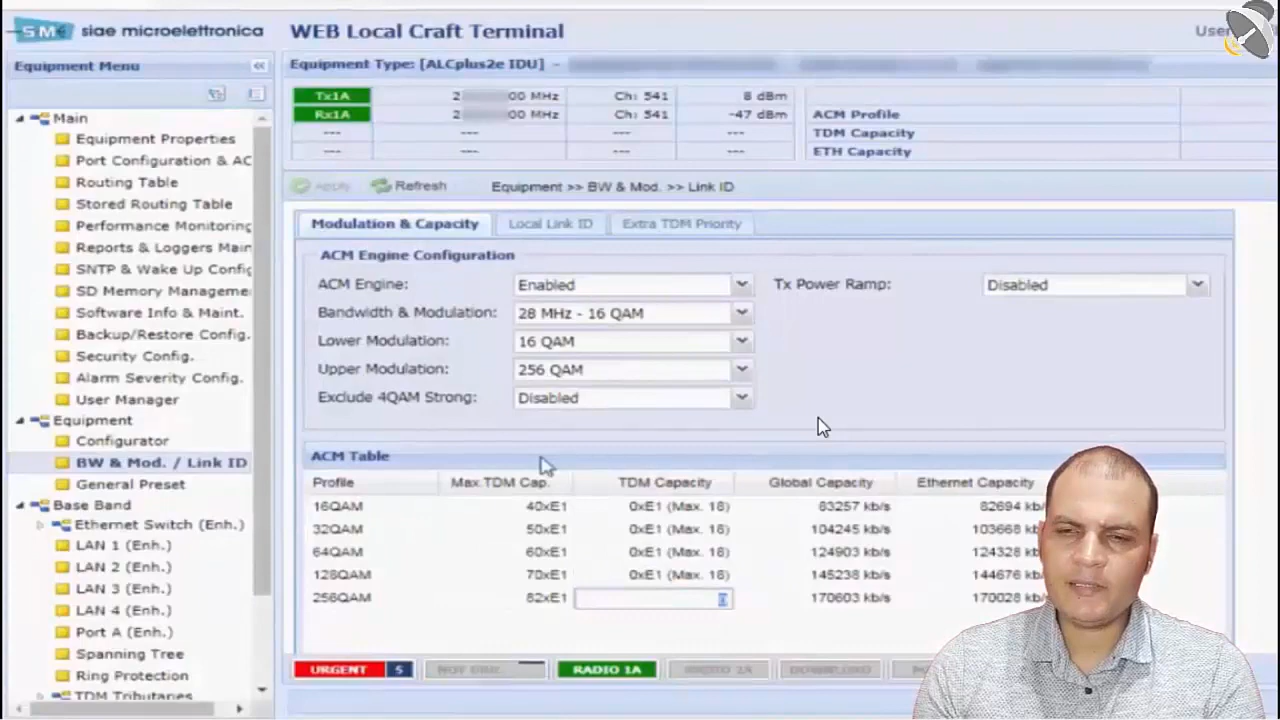 SM siae microelettronica
WEB Local Craft Terminal
User
Equipment Menu
Equipment Type: [ALCplus2e IDU] -
Tx1A 2 00 MHz Ch: 541 8 dBm
Rx1A 2 00 MHz Ch: 541 -47 dBm ACM Profile
--- --- --- --- TDM Capacity
--- --- --- --- ETH Capacity
Apply Refresh Equipment >> BW & Mod. >> Link ID
Main
Equipment Properties
Port Configuration & AC
Routing Table
Stored Routing Table
Performance Monitoring
Reports & Loggers Main
SNTP & Wake Up Config
SD Memory Manageme
Software Info & Maint.
Backup/Restore Config.
Security Config.
Alarm Severity Config.
User Manager
Equipment
Configurator
BW & Mod. / Link ID
General Preset
Base Band
Ethernet Switch (Enh.)
LAN 1 (Enh.)
LAN 2 (Enh.)
LAN 3 (Enh.)
LAN 4 (Enh.)
Port A (Enh.)
Spanning Tree
Ring Protection
TDM Tributaries
Modulation & Capacity Local Link ID Extra TDM Priority
ACM Engine Configuration
ACM Engine: Enabled Tx Power Ramp: Disabled
Bandwidth & Modulation: 28 MHz - 16 QAM
Lower Modulation: 16 QAM
Upper Modulation: 256 QAM
Exclude 4QAM Strong: Disabled
ACM Table
Profile Max TDM Cap. TDM Capacity Global Capacity Ethernet Capacity
16QAM 40xE1 0xE1 (Max. 18) 83257 kb/s 82694 kb/
32QAM 50xE1 0xE1 (Max. 18) 104245 kb/s 103668 kb
64QAM 60xE1 0xE1 (Max. 18) 124903 kb/s 124328 kb
128QAM 70xE1 0xE1 (Max. 18) 145238 kb/s 144676 kb
256QAM 82xE1 0 170603 kb/s 170028 kb
URGENT 5 RADIO 1A